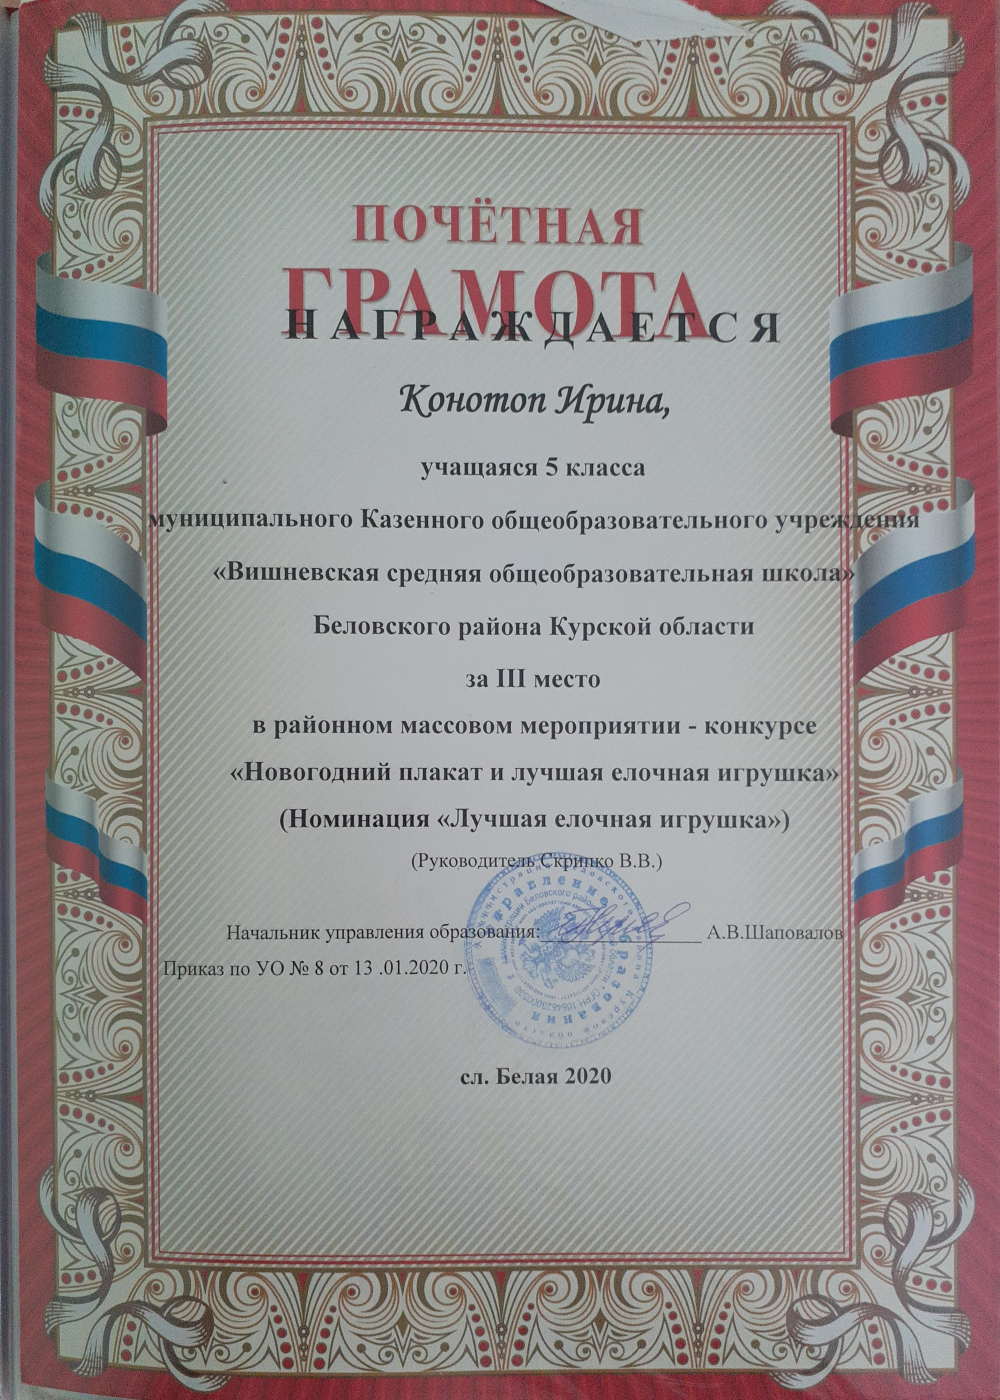 ПОЧЁТНАЯ
ГРАМОТА
НАГРАЖДАЕТСЯ
Конотоп Ирина,
учащаяся 5 класса
муниципального Казенного общеобразовательного учреждения
«Вишневская средняя общеобразовательная школа»
Беловского района Курской области
за III место
в районном массовом мероприятии - конкурсе
«Новогодний плакат и лучшая елочная игрушка»
(Номинация «Лучшая елочная игрушка»)
(Руководитель Скрипко В.В.)
Начальник управления образования: ________________ А.В.Шаповалов
Приказ по УО № 8 от 13 .01.2020 г.
сл. Белая 2020